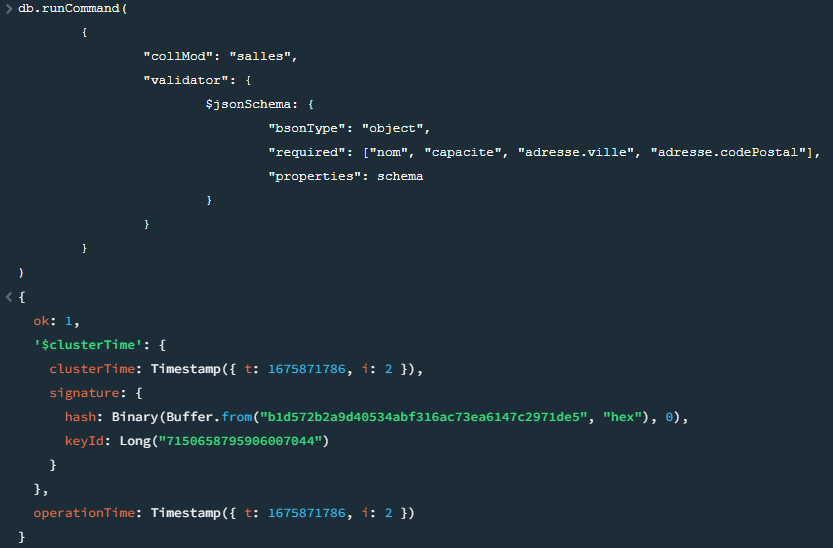 > db.runCommand(
{
"collMod": "salles",
"validator": {
$jsonSchema: {
"bsonType": "object",
"required": ["nom", "capacite", "adresse.ville", "adresse.codePostal"],
"properties": schema
}
}
}
)
< {
ok: 1,
'$clusterTime': {
clusterTime: Timestamp({ t: 1675871786, i: 2 }),
signature: {
hash: Binary(Buffer.from("b1d572b2a9d40534abf316ac73ea6147c2971de5", "hex"), 0),
keyId: Long("7150658795906007044")
}
},
operationTime: Timestamp({ t: 1675871786, i: 2 })
}